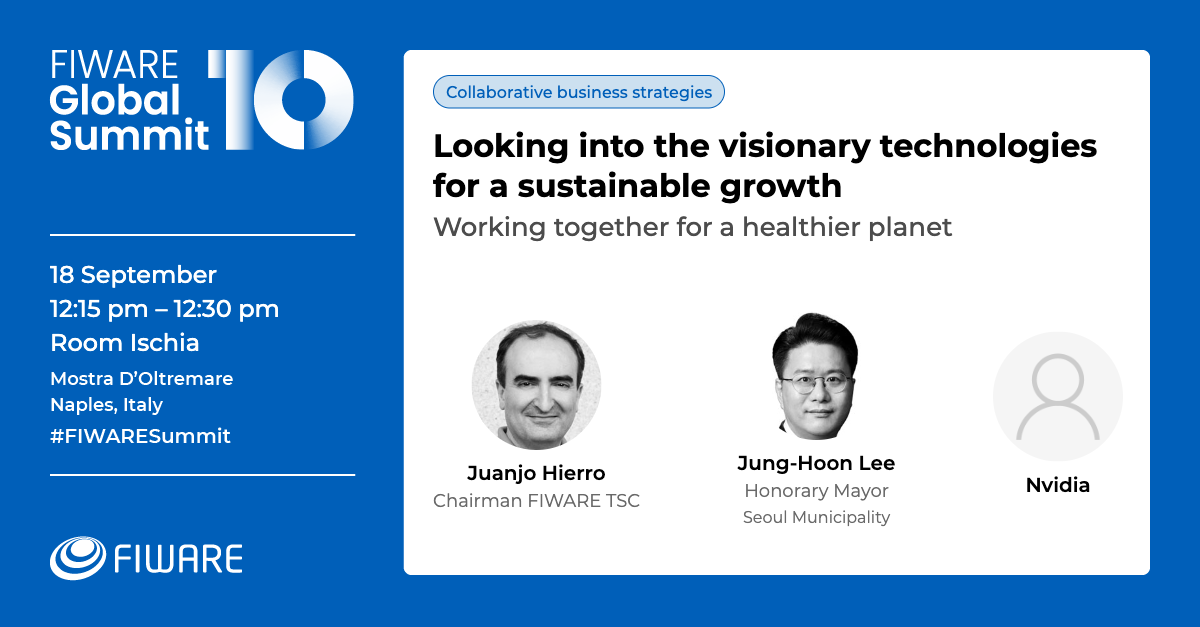 FIWARE
Global
Summit 10
18 September
12:15 pm – 12:30 pm
Room Ischia
Mostra D’Oltremare
Naples, Italy
#FIWARESummit
FIWARE
Collaborative business strategies
Looking into the visionary technologies
for a sustainable growth
Working together for a healthier planet
Juanjo Hierro
Chairman FIWARE TSC
Jung-Hoon Lee
Honorary Mayor
Seoul Municipality
Nvidia